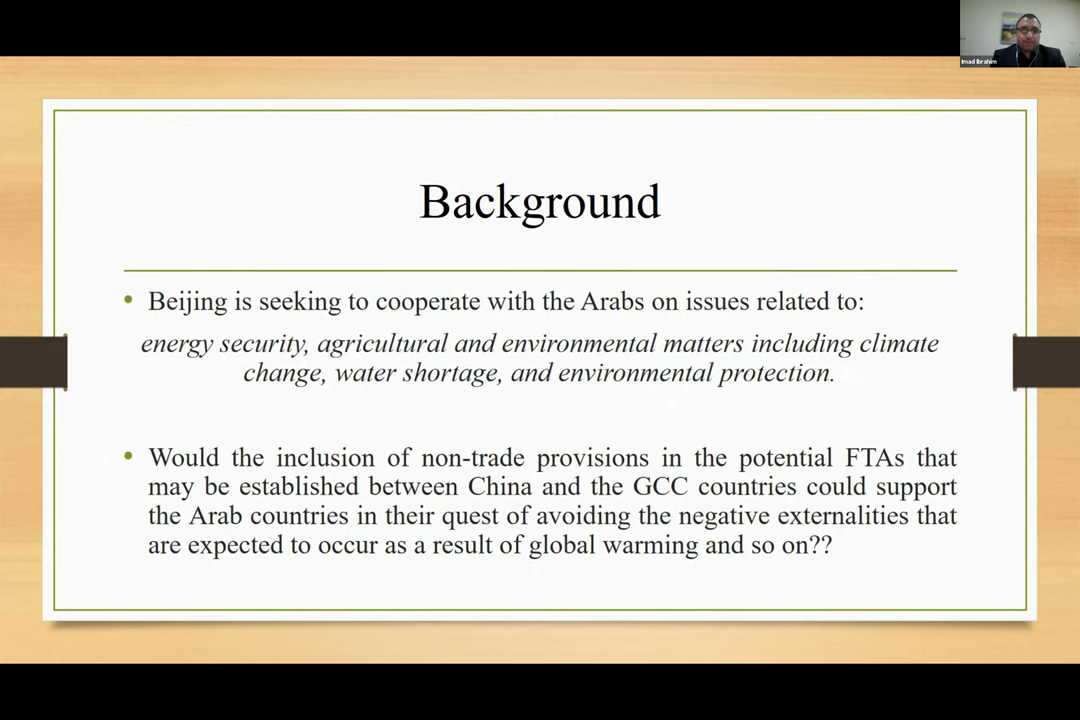 Imad Ibrahim
Background
• Beijing is seeking to cooperate with the Arabs on issues related to:
energy security, agricultural and environmental matters including climate
change, water shortage, and environmental protection.
• Would the inclusion of non-trade provisions in the potential FTAs that
may be established between China and the GCC countries could support
the Arab countries in their quest of avoiding the negative externalities that
are expected to occur as a result of global warming and so on??